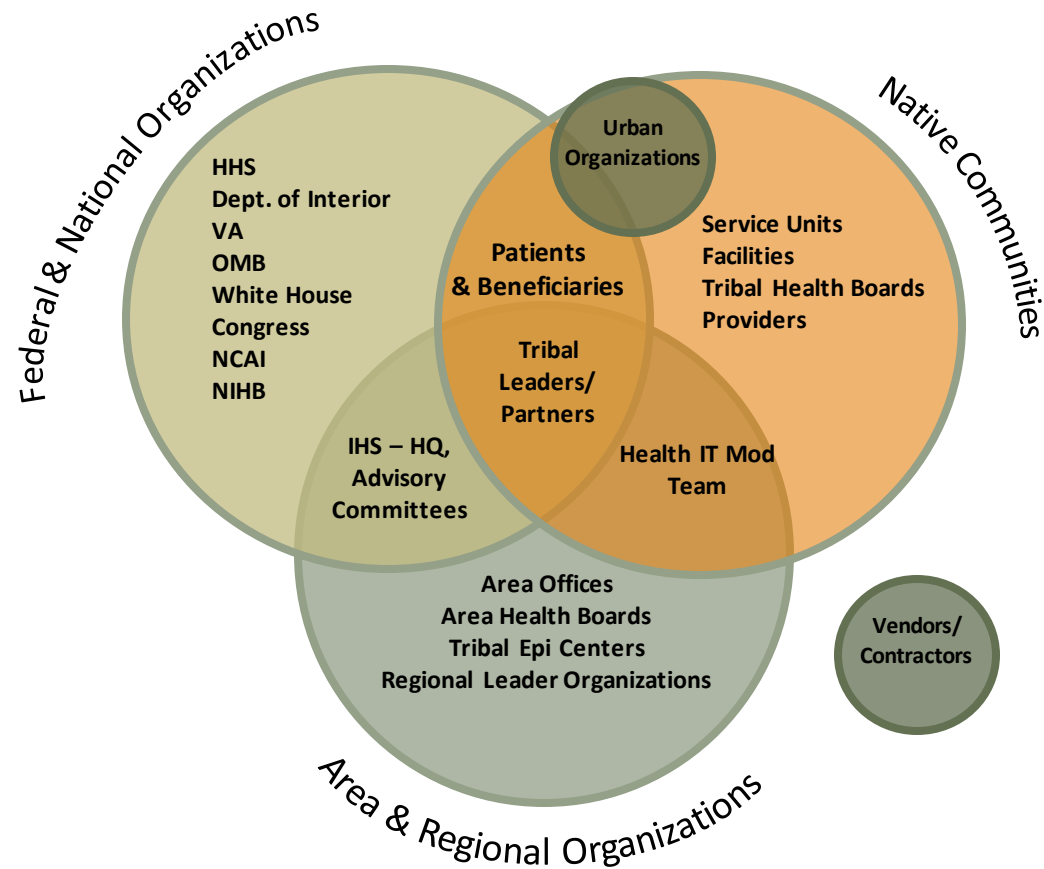 Federal & National Organizations
Native Communities
Urban
Organizations
HHS
Dept. of Interior
VA
OMB
White House
Congress
NCAI
NIHB
Patients
& Beneficiaries
Service Units
Facilities
Tribal Health Boards
Providers
Tribal
Leaders/
Partners
IHS – HQ,
Advisory
Committees
Health IT Mod
Team
Area Offices
Area Health Boards
Tribal Epi Centers
Regional Leader Organizations
Vendors/
Contractors
Area & Regional Organizations